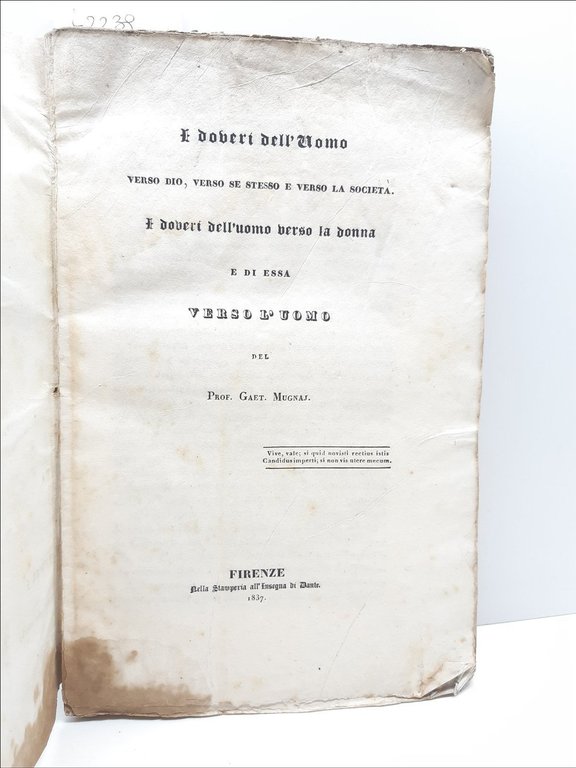 I doveri dell'Uomo
VERSO DIO, VERSO SE STESSO E VERSO LA SOCIETÀ.
I doveri dell'uomo verso la donna
E DI ESSA
VERSO L'UOMO
DEL
PROF. GAET. MUGNAJ.
Vive, vale; si quid novisti rectius istis
Candidus imperti; si non vis utere mecum.
FIRENZE
Nella Stamperia all'Insegna di Dante.
1837.